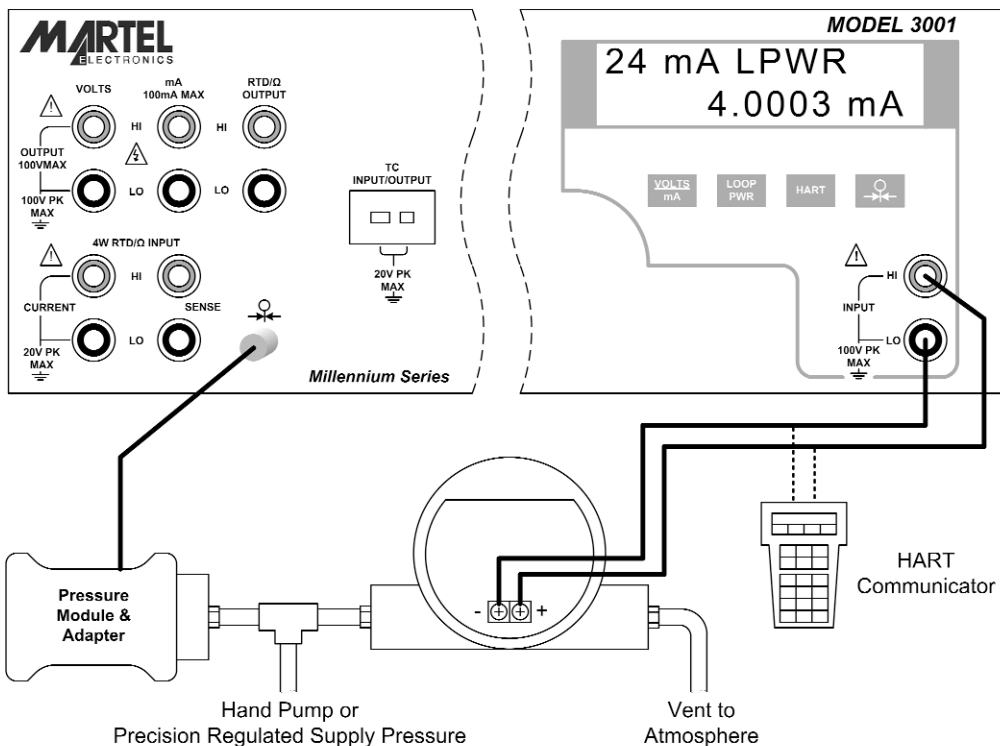 MARTEL
ELECTRONICS
MODEL 3001
24 mA LPWR
4.0003 mA
VOLTS
mA
100mA MAX
RTD/Ω
OUTPUT
HI
HI
OUTPUT
100VMAX
LO
LO
100V PK
MAX
TC
INPUT/OUTPUT
20V PK
MAX
4W RTD/Ω INPUT
HI
CURRENT
SENSE
LO
20V PK
MAX
Millennium Series
VOLTS
mA
LOOP
PWR
HART
HI
INPUT
LO
100V PK
MAX
Pressure
Module &
Adapter
- +
HART
Communicator
Hand Pump or
Precision Regulated Supply Pressure
Vent to
Atmosphere